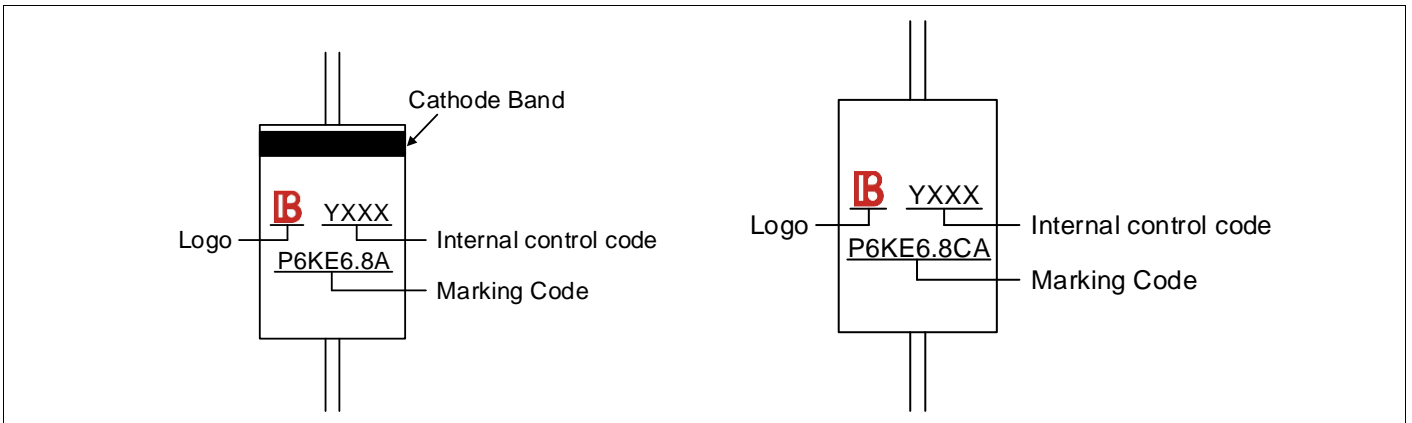 Cathode Band
B YXXX
Logo
Internal control code
P6KE6.8A
Marking Code
B YXXX
Logo
Internal control code
P6KE6.8CA
Marking Code